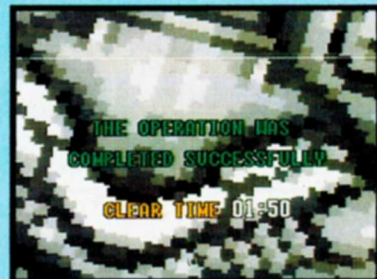 THE OPERATION WAS
COMPLETED SUCCESSFULLY
CLEAR TIME 01:50